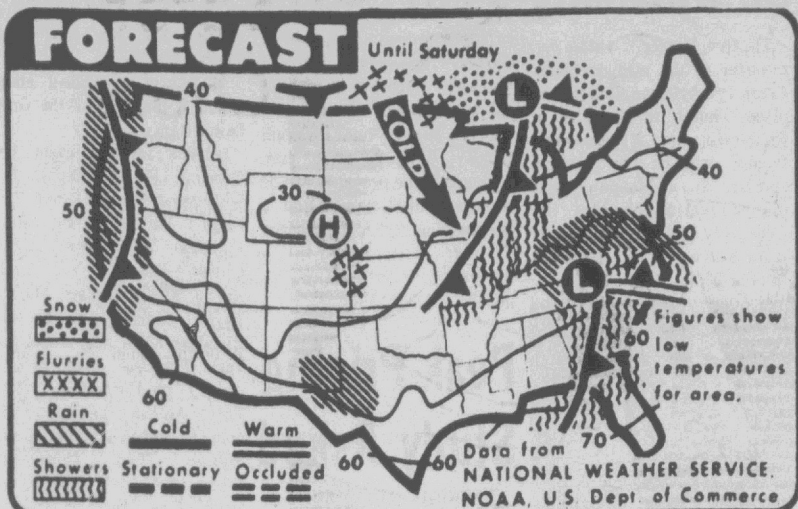 FORECAST
Until Saturday
40
L
COLD
50
30
H
40
50
L
Snow
Flurries
XXXX
Rain
Showers
60
Cold
Warm
Stationary
Occluded
60
60
70
60
Figures show
low
temperatures
for area.
Data from
NATIONAL WEATHER SERVICE,
NOAA, U.S. Dept. of Commerce